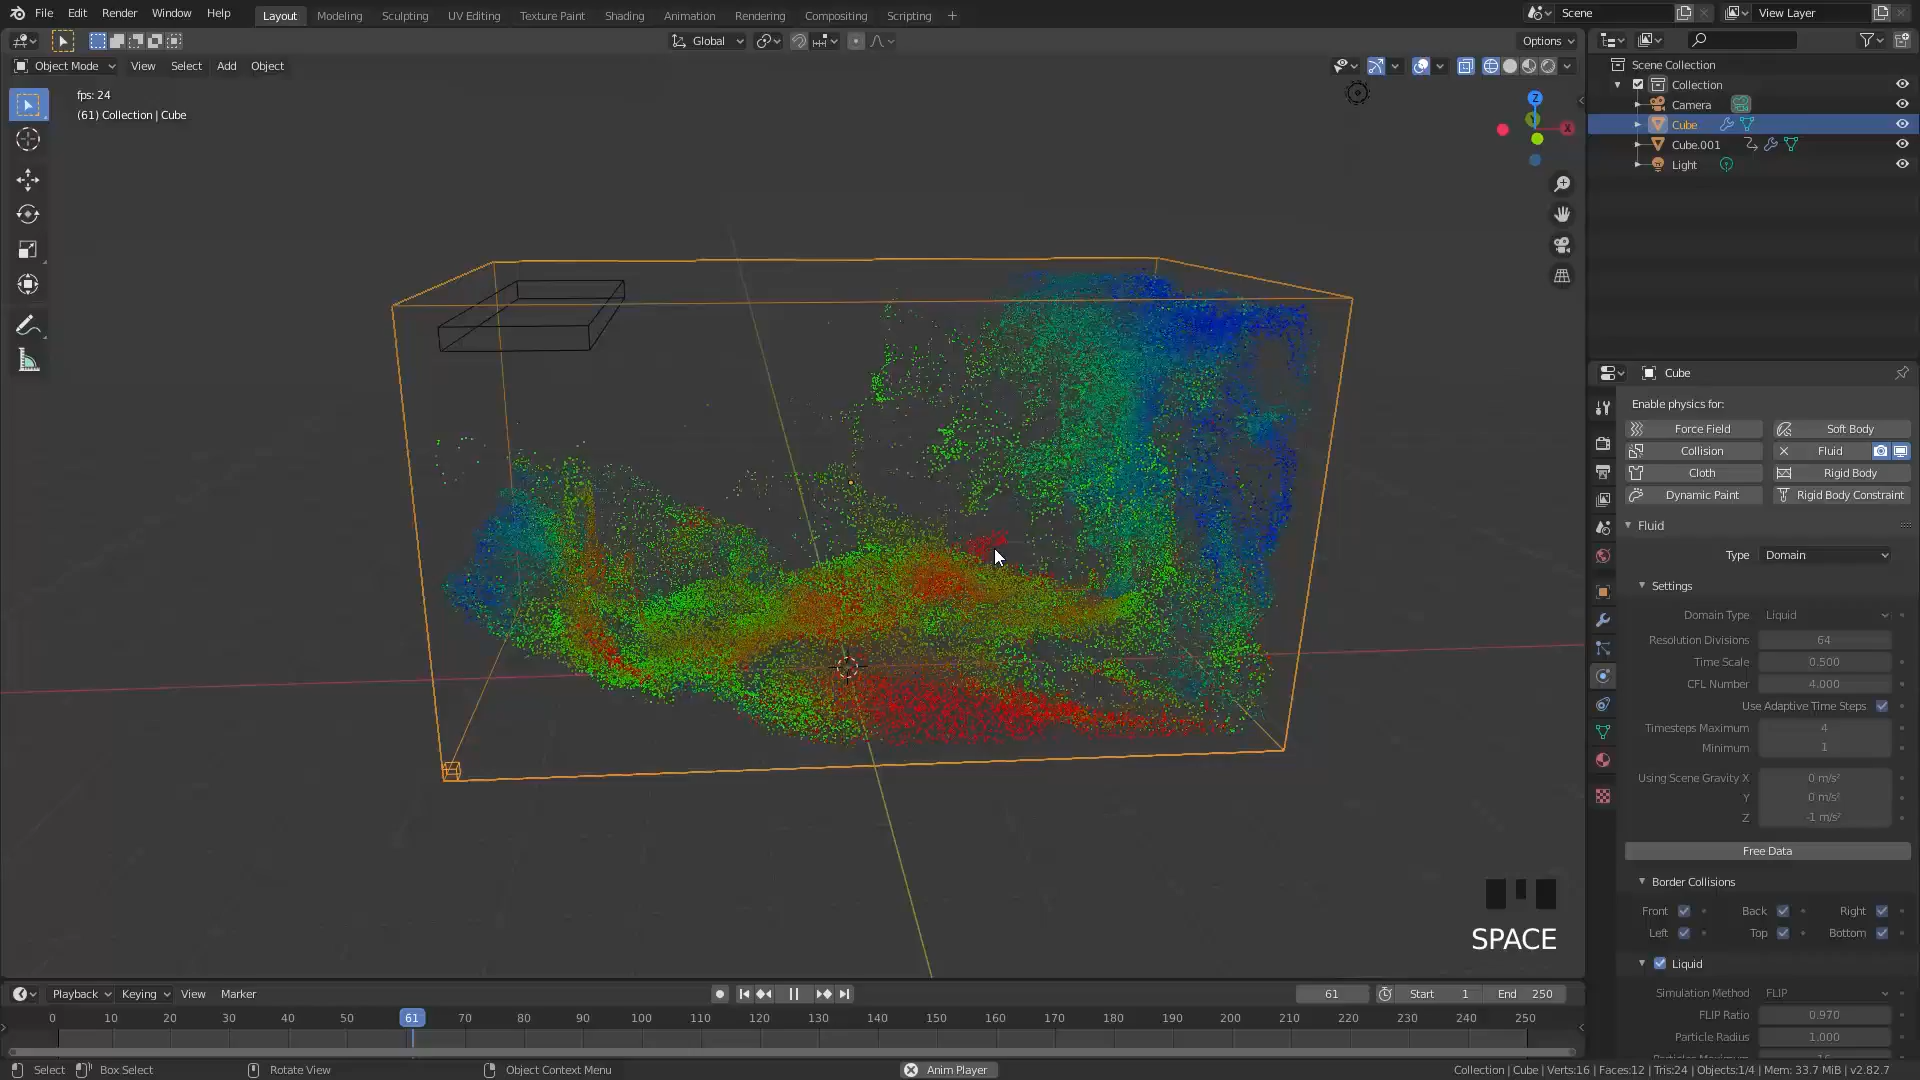 File Edit Render Window Help Layout Modeling Sculpting UV Editing Texture Paint Shading Animation Rendering Compositing Scripting + Scene View Layer
Global Options
Object Mode View Select Add Object
fps: 24
(61) Collection | Cube
Z
X
Scene Collection
Collection
Camera
Cube
Cube.001
Light
Cube
Enable physics for:
Force Field Soft Body
Collision Fluid
Cloth Rigid Body
Dynamic Paint Rigid Body Constraint
Fluid
Type Domain
Settings
Domain Type Liquid
Resolution Divisions 64
Time Scale 0.500
CFL Number 4.000
Use Adaptive Time Steps
Timesteps Maximum 4
Minimum 1
Using Scene Gravity X 0 m/s²
Y 0 m/s²
Z -1 m/s²
Free Data
Border Collisions
Front Back Right
Left Top Bottom
Liquid
Simulation Method FLIP
FLIP Ratio 0.970
Particle Radius 1.000
SPACE
Playback Keying View Marker 61 Start 1 End 250
0 10 20 30 40 50 61 70 80 90 100 110 120 130 140 150 160 170 180 190 200 210 220 230 240 250
Select Box Select Rotate View Object Context Menu Anim Player Collection | Cube | Verts:16 | Faces:12 | Tris:24 | Objects:1/4 | Mem: 33.7 MiB | v2.82.7